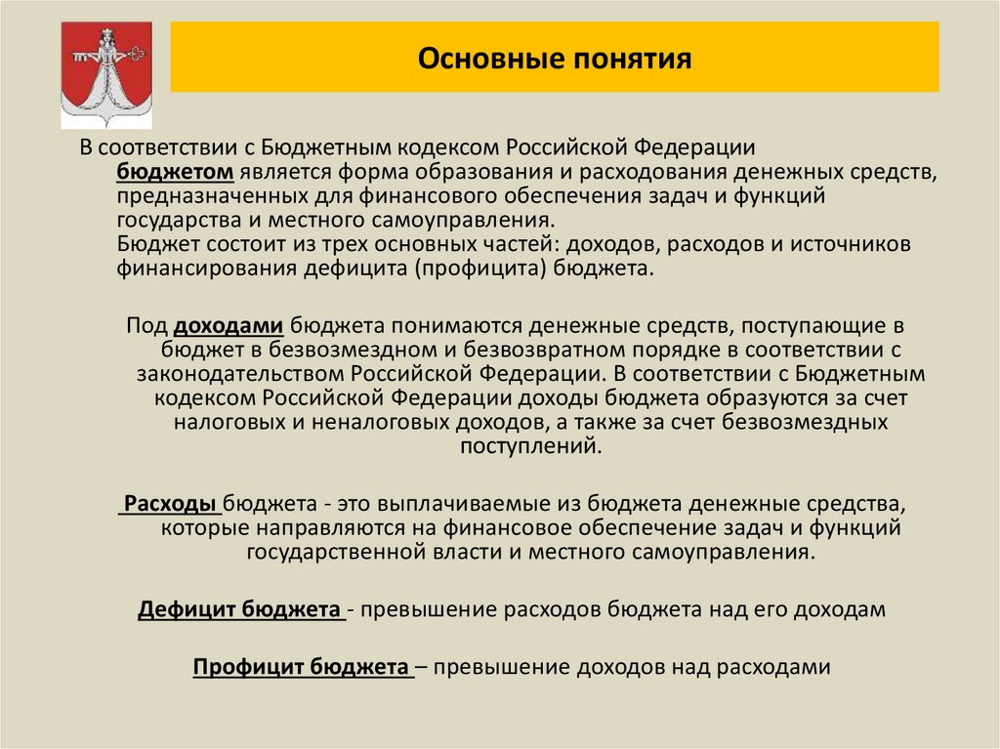 Основные понятия
В соответствии с Бюджетным кодексом Российской Федерации
бюджетом является форма образования и расходования денежных средств,
предназначенных для финансового обеспечения задач и функций
государства и местного самоуправления.
Бюджет состоит из трех основных частей: доходов, расходов и источников
финансирования дефицита (профицита) бюджета.
Под доходами бюджета понимаются денежные средств, поступающие в
бюджет в безвозмездном и безвозвратном порядке в соответствии с
законодательством Российской Федерации. В соответствии с Бюджетным
кодексом Российской Федерации доходы бюджета образуются за счет
налоговых и неналоговых доходов, а также за счет безвозмездных
поступлений.
Расходы бюджета - это выплачиваемые из бюджета денежные средства,
которые направляются на финансовое обеспечение задач и функций
государственной власти и местного самоуправления.
Дефицит бюджета - превышение расходов бюджета над его доходам
Профицит бюджета – превышение доходов над расходами